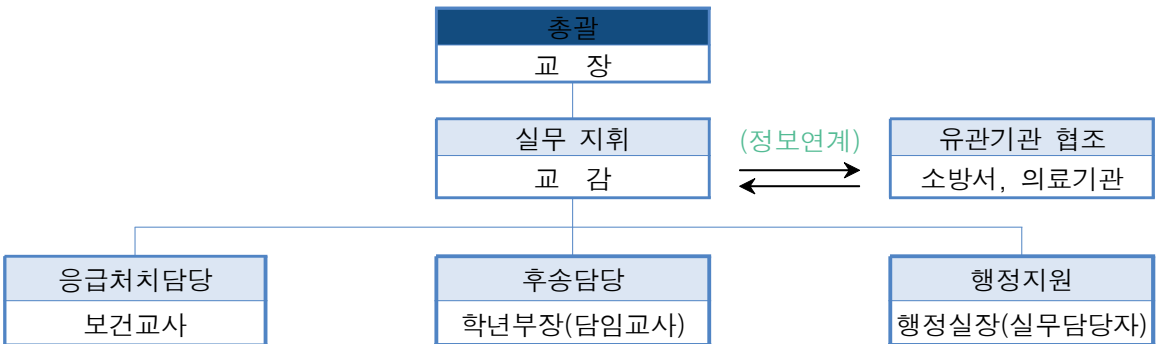 총괄
교 장
실무 지휘
교 감
(정보연계)
유관기관 협조
소방서, 의료기관
응급처치담당
보건교사
후송담당
학년부장(담임교사)
행정지원
행정실장(실무담당자)